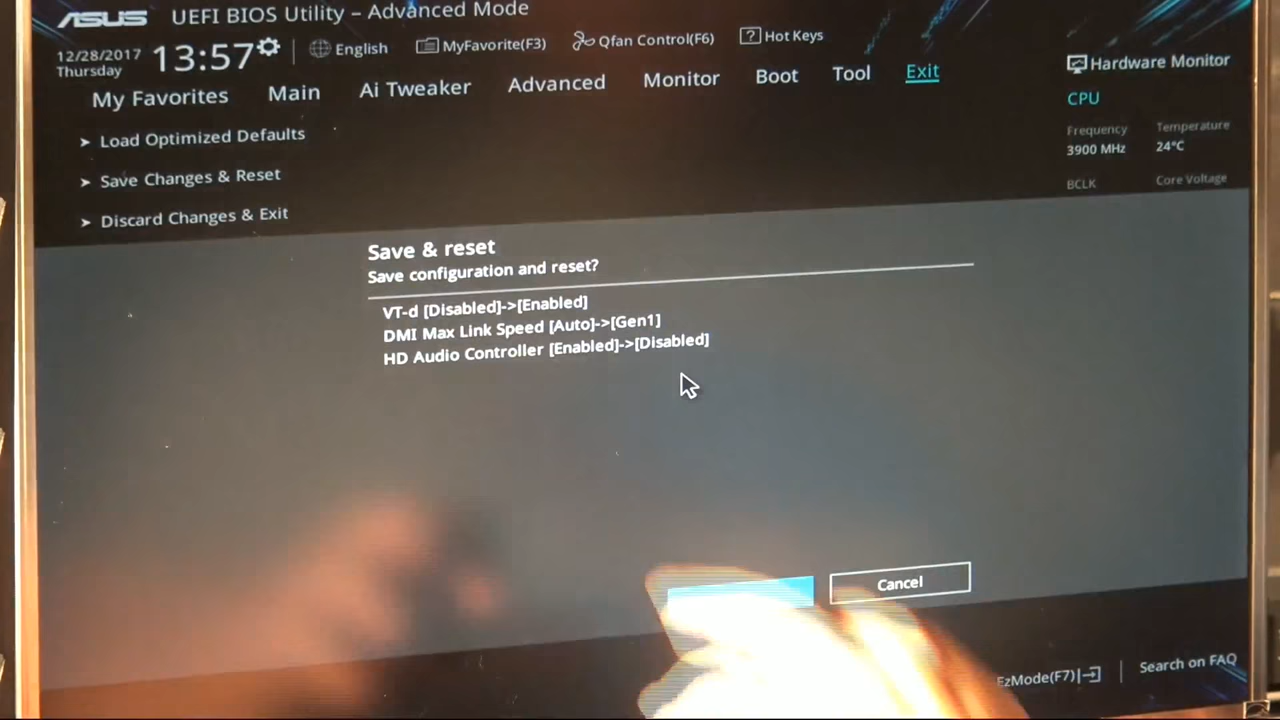 ASUS UEFI BIOS Utility – Advanced Mode
12/28/2017
Thursday
13:57
English
MyFavorite(F3)
Qfan Control(F6)
? Hot Keys
My Favorites
Main
Ai Tweaker
Advanced
Monitor
Boot
Tool
Exit
Hardware Monitor
CPU
Frequency
Temperature
3900 MHz
24°C
BCLK
Core Voltage
> Load Optimized Defaults
> Save Changes & Reset
> Discard Changes & Exit
Save & reset
Save configuration and reset?
VT-d [Disabled]->[Enabled]
DMI Max Link Speed [Auto]->[Gen1]
HD Audio Controller [Enabled]->[Disabled]
Cancel
EzMode(F7)
Search on FAQ